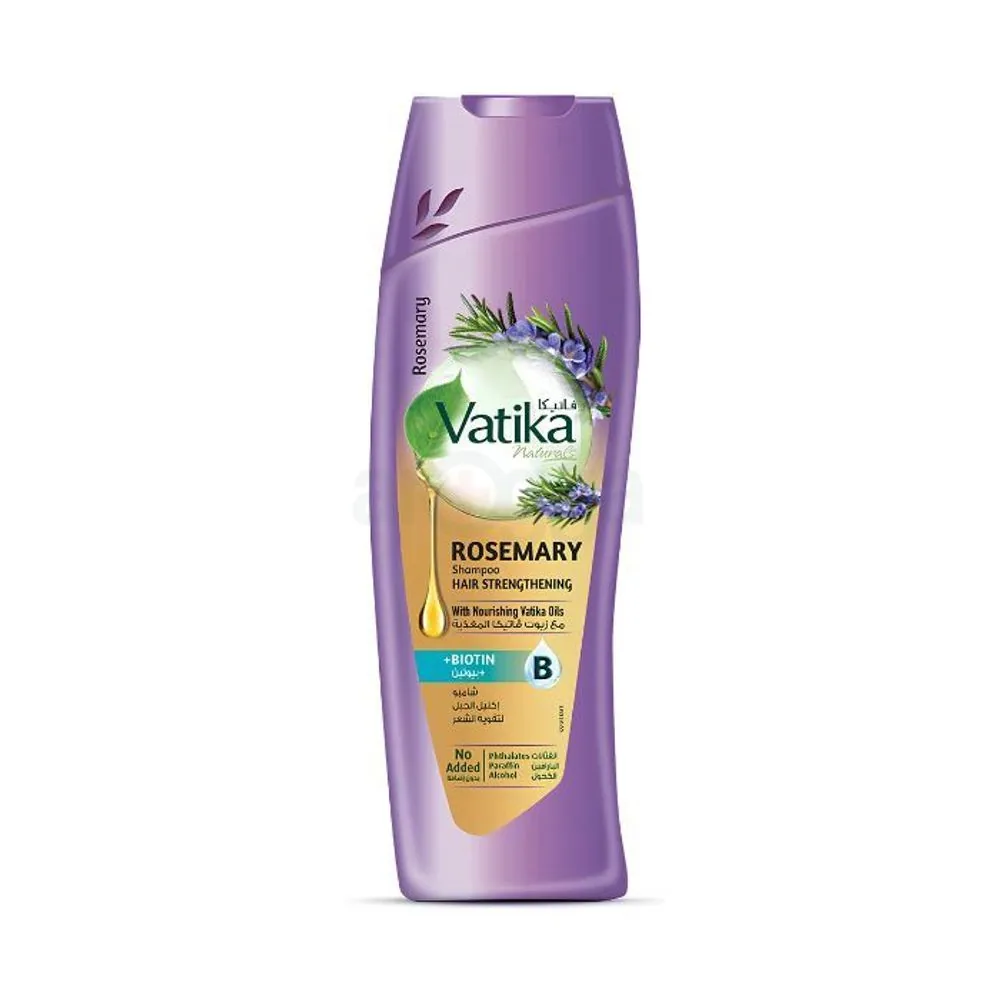 Rosemary
فاتيكا
Vatika
Naturals
ROSEMARY
Shampoo
HAIR STRENGTHENING
With Nourishing Vatika Oils
مع زيوت فاتيكا المغذية
+BIOTIN
+بيوتين
B
شامبو
إكليل الجبل
لتقوية الشعر
No Added
بدون إضافة
Phthalates الفثالات
Paraffin البارافين
Alcohol الكحول